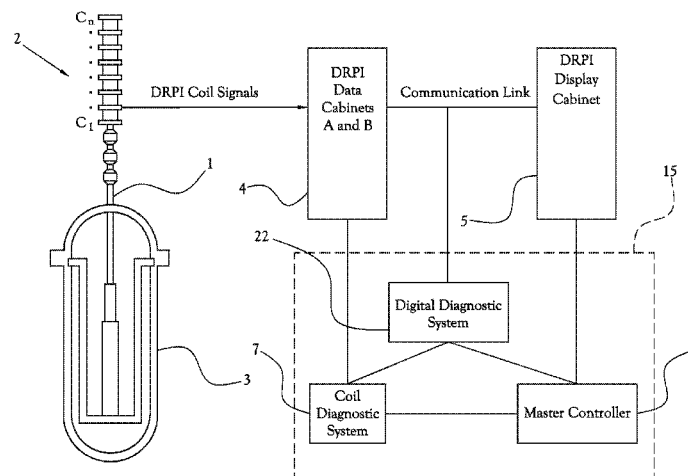 Cn
2
C1
DRPI Coil Signals
DRPI
Data
Cabinets
A and B
Communication Link
DRPI
Display
Cabinet
1
4
5
15
22
Digital Diagnostic
System
7
3
Coil
Diagnostic
System
Master Controller